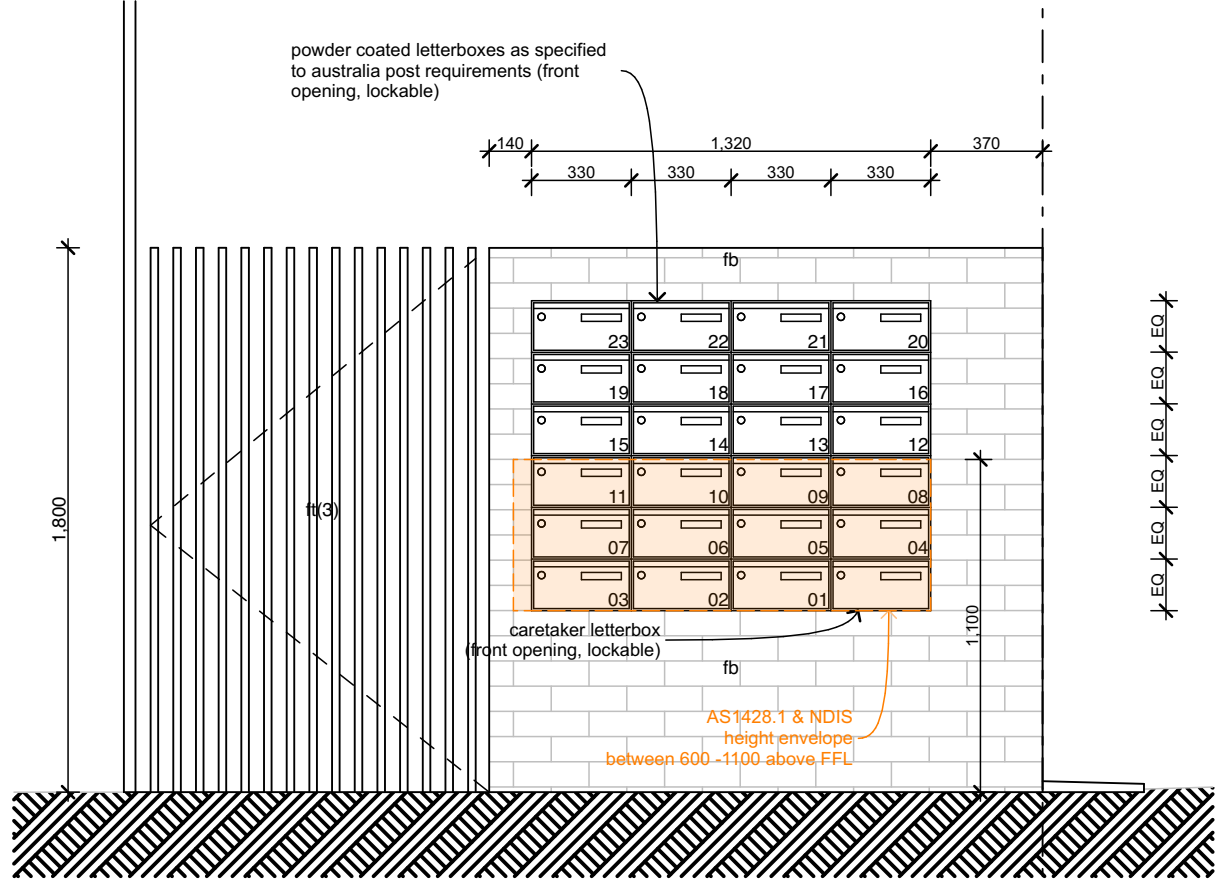 powder coated letterboxes as specified
to australia post requirements (front
opening, lockable)
140
1,320
370
330
330
330
330
fb
23
22
21
20
19
18
17
16
15
14
13
12
11
10
09
08
07
06
05
04
03
02
01
EQ
EQ
EQ
EQ
EQ
EQ
1,800
ft(3)
1,100
caretaker letterbox
(front opening, lockable)
fb
AS1428.1 & NDIS
height envelope
between 600 -1100 above FFL